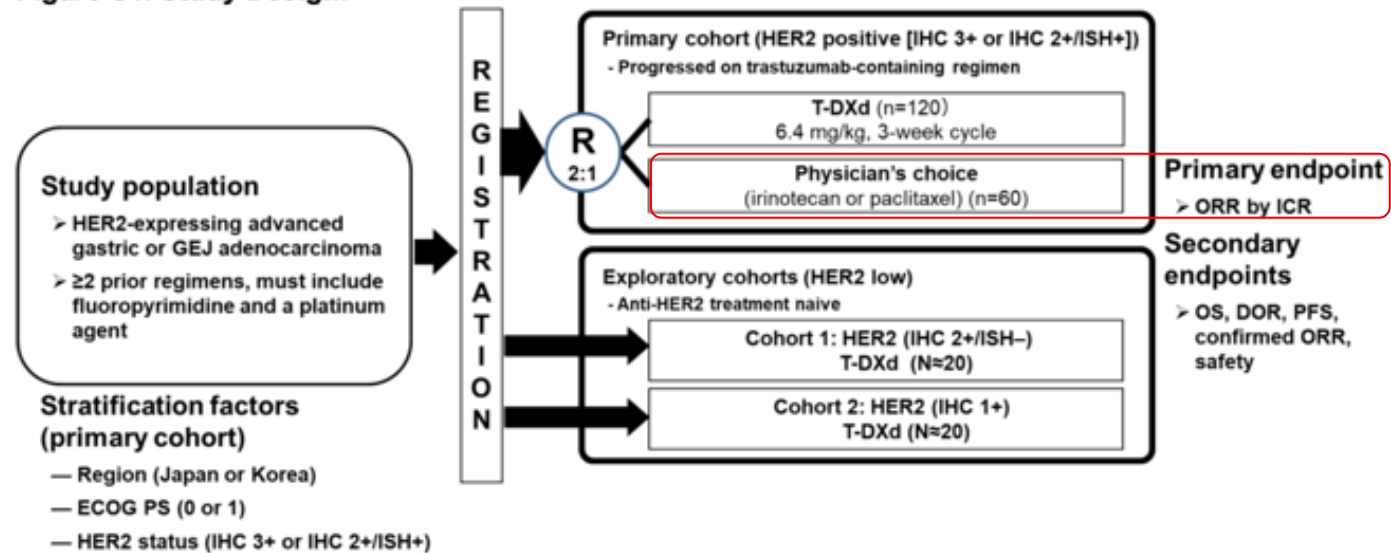 Study population
➢ HER2-expressing advanced
gastric or GEJ adenocarcinoma
➢ ≥2 prior regimens, must include
fluoropyrimidine and a platinum
agent
Stratification factors
(primary cohort)
— Region (Japan or Korea)
— ECOG PS (0 or 1)
— HER2 status (IHC 3+ or IHC 2+/ISH+)
REGISTRATION
R
2:1
Primary cohort (HER2 positive [IHC 3+ or IHC 2+/ISH+])
- Progressed on trastuzumab-containing regimen
T-DXd (n=120)
6.4 mg/kg, 3-week cycle
Physician's choice
(irinotecan or paclitaxel) (n=60)
Exploratory cohorts (HER2 low)
- Anti-HER2 treatment naive
Cohort 1: HER2 (IHC 2+/ISH–)
T-DXd (N≈20)
Cohort 2: HER2 (IHC 1+)
T-DXd (N≈20)
Primary endpoint
➢ ORR by ICR
Secondary
endpoints
➢ OS, DOR, PFS,
confirmed ORR,
safety